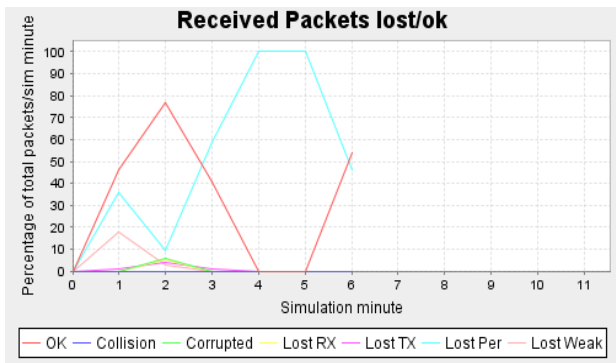 Received Packets lost/ok
Percentage of total packets/sim minute
100
90
80
70
60
50
40
30
20
10
0
0 1 2 3 4 5 6 7 8 9 10 11
Simulation minute
OK Collision Corrupted Lost RX Lost TX Lost Per Lost Weak